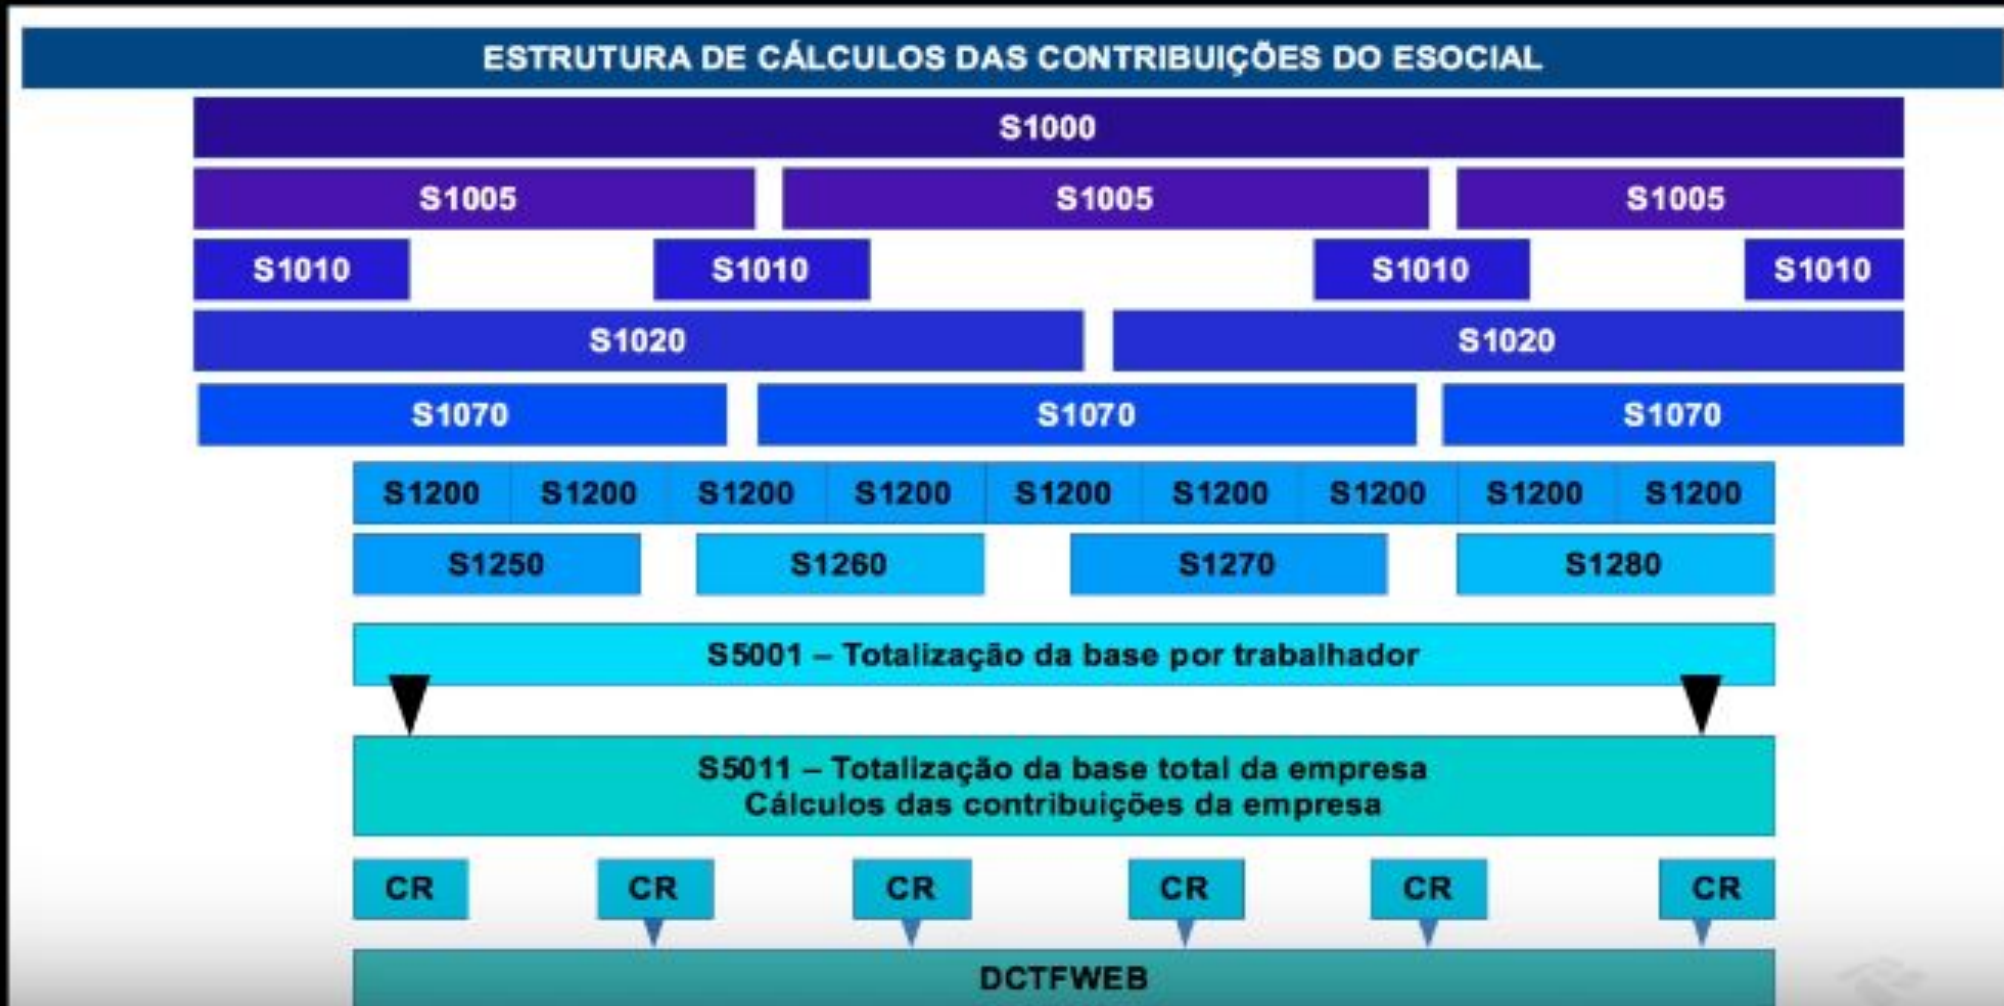 ESTRUTURA DE CÁLCULOS DAS CONTRIBUIÇÕES DO ESOCIAL
S1000
S1005 S1005 S1005
S1010 S1010 S1010 S1010
S1020 S1020
S1070 S1070 S1070
S1200 S1200 S1200 S1200 S1200 S1200 S1200 S1200 S1200
S1250 S1260 S1270 S1280
S5001 – Totalização da base por trabalhador
S5011 – Totalização da base total da empresa
Cálculos das contribuições da empresa
CR CR CR CR CR CR
DCTFWEB